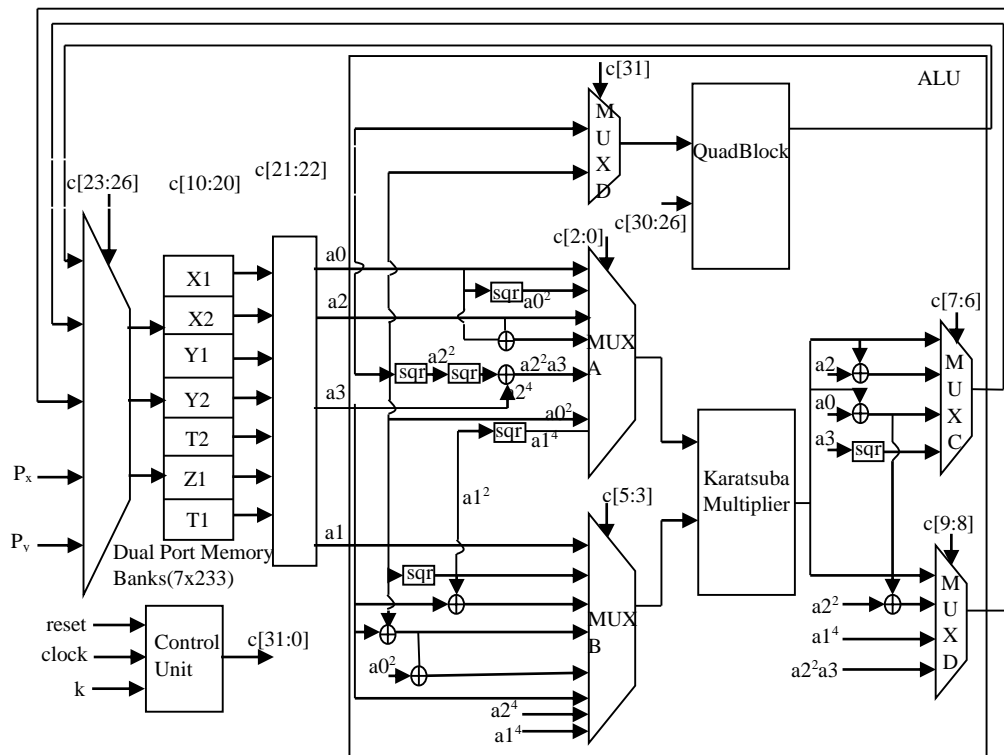 c[31]
ALU
M
U
X
D
QuadBlock
c[23:26]
c[10:20]
c[21:22]
c[30:26]
c[2:0]
a0
X1
sqr
a0²
X2
a2
c[7:6]
MUX
A
Y1
a2²
sqr
sqr
a2²a3
2⁴
a2
M
U
X
C
Y2
a3
a0²
a0
T2
sqr
a1⁴
a3
sqr
Pₓ
Z1
a1²
Karatsuba
Multiplier
c[5:3]
T1
a1
c[9:8]
Pᵧ
Dual Port Memory
Banks(7x233)
sqr
M
U
X
D
a2²
a1⁴
a2²a3
MUX
B
reset
clock
k
Control
Unit
c[31:0]
a0²
a2⁴
a1⁴